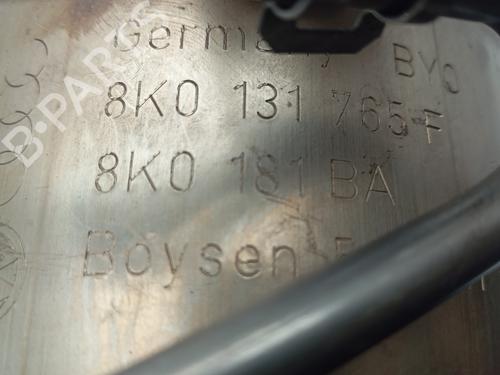 Germany BYO
8K0 131 765 F
8K0 181 BA
Boysen
B-PARTS